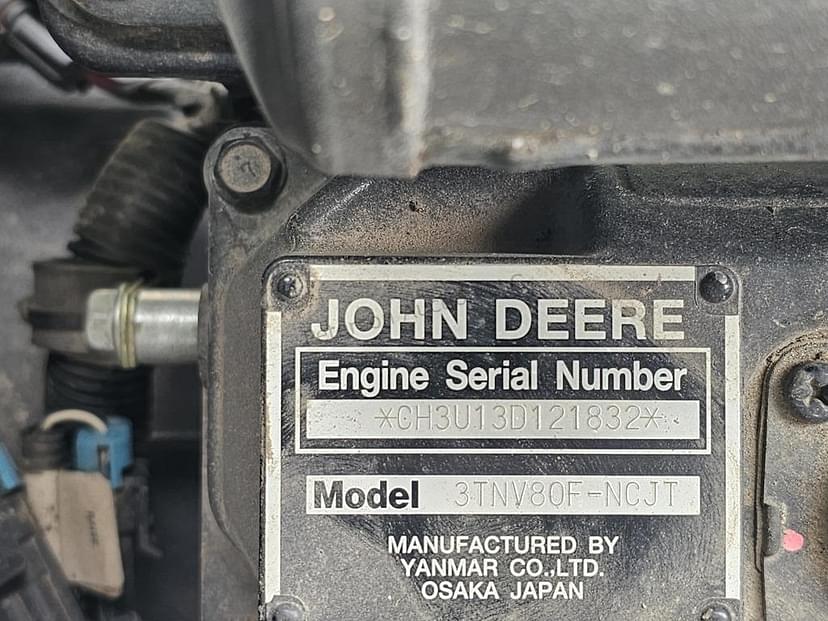 JOHN DEERE
Engine Serial Number
*CH3U13D121832*
Model 3TNV80F-NCJT
MANUFACTURED BY
YANMAR CO.,LTD.
OSAKA JAPAN